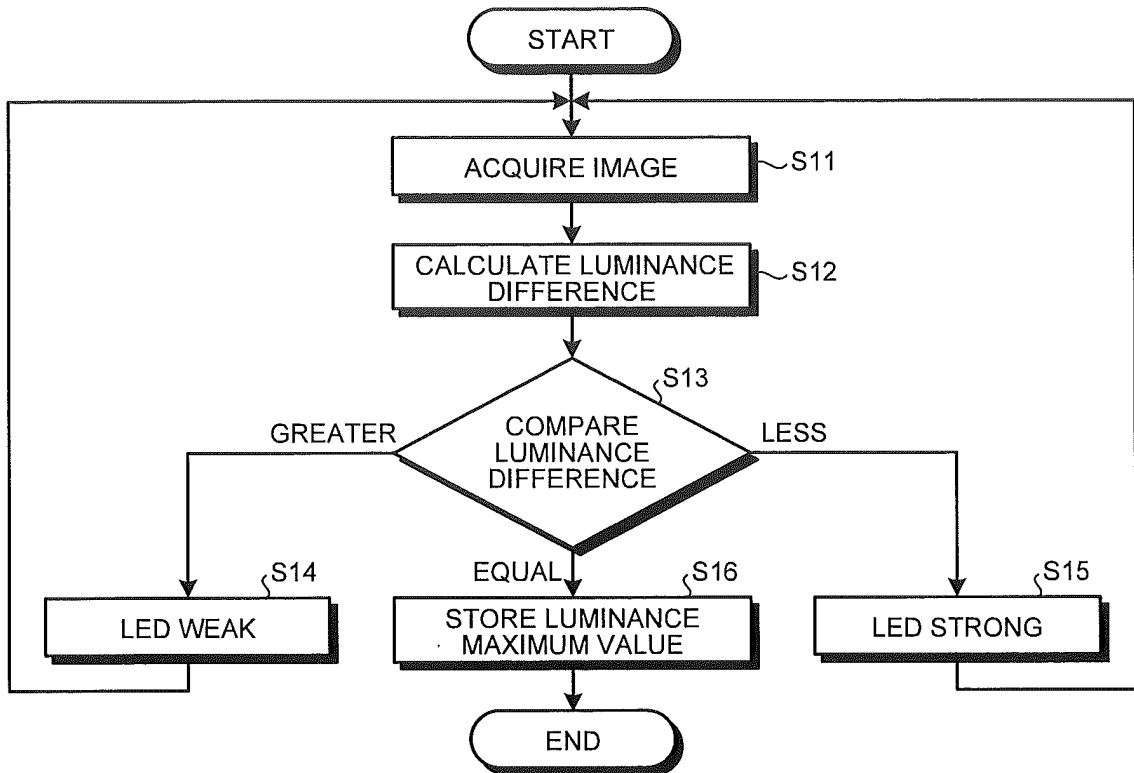 START
ACQUIRE IMAGE
S11
CALCULATE LUMINANCE
DIFFERENCE
S12
S13
COMPARE
LUMINANCE
DIFFERENCE
GREATER
LESS
EQUAL
S14
LED WEAK
S16
STORE LUMINANCE
MAXIMUM VALUE
S15
LED STRONG
END